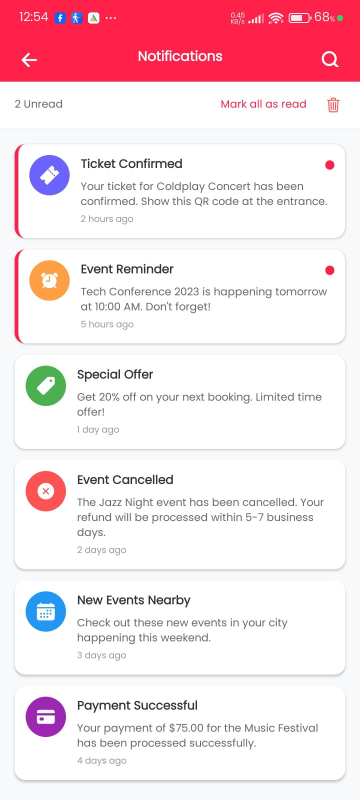 12:54 0.45 KB/s 68%
Notifications
2 Unread Mark all as read
Ticket Confirmed
Your ticket for Coldplay Concert has been
confirmed. Show this QR code at the entrance.
2 hours ago
Event Reminder
Tech Conference 2023 is happening tomorrow
at 10:00 AM. Don't forget!
5 hours ago
Special Offer
Get 20% off on your next booking. Limited time
offer!
1 day ago
Event Cancelled
The Jazz Night event has been cancelled. Your
refund will be processed within 5-7 business
days.
2 days ago
New Events Nearby
Check out these new events in your city
happening this weekend.
3 days ago
Payment Successful
Your payment of $75.00 for the Music Festival
has been processed successfully.
4 days ago